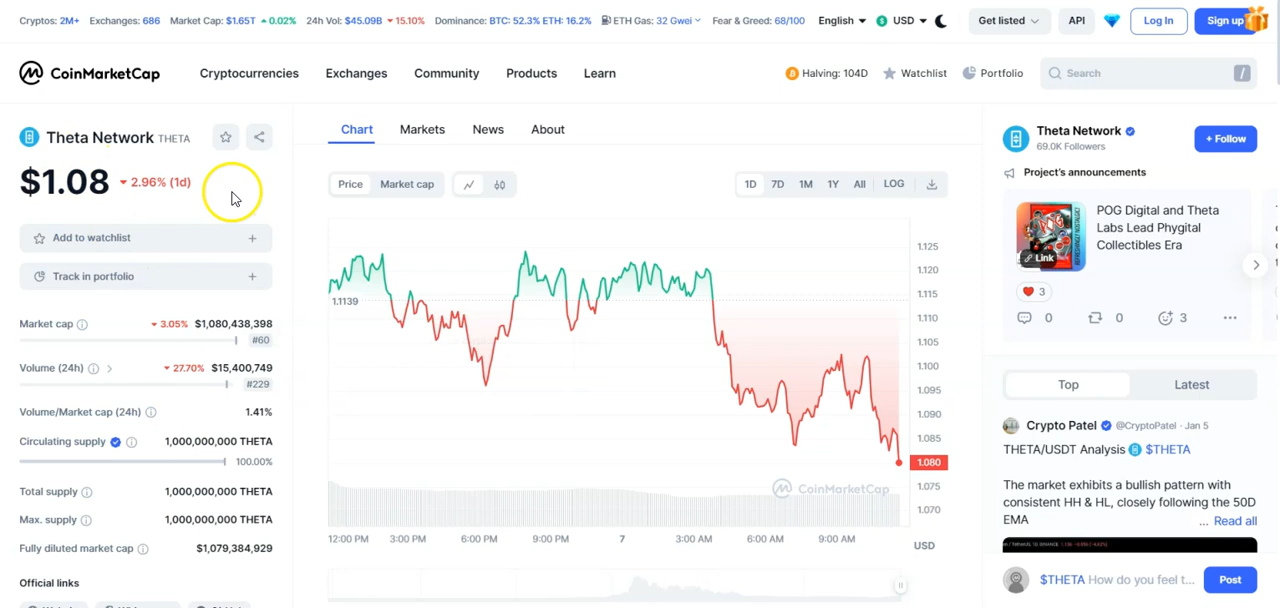 Cryptos: 2M+ Exchanges: 686 Market Cap: $1.65T 0.02% 24h Vol: $45.09B 15.10% Dominance: BTC: 52.3% ETH: 16.2% ETH Gas: 32 Gwei Fear & Greed: 68/100 English USD Get listed API Log In Sign up
CoinMarketCap Cryptocurrencies Exchanges Community Products Learn Halving: 104D Watchlist Portfolio Search /
Theta Network THETA
$1.08 2.96% (1d)
Add to watchlist +
Track in portfolio +
Market cap 3.05% $1,080,438,398
#60
Volume (24h) 27.70% $15,400,749
#229
Volume/Market cap (24h) 1.41%
Circulating supply 1,000,000,000 THETA
100.00%
Total supply 1,000,000,000 THETA
Max. supply 1,000,000,000 THETA
Fully diluted market cap $1,079,384,929
Official links
Chart Markets News About
Price Market cap 1D 7D 1M 1Y All LOG
1.125
1.120
1.115
1.1139
1.110
1.105
1.100
1.095
1.090
1.085
1.080
1.075
1.070
CoinMarketCap
12:00 PM 3:00 PM 6:00 PM 9:00 PM 7 3:00 AM 6:00 AM 9:00 AM USD
Theta Network
69.0K Followers
+ Follow
Project's announcements
POG Digital and Theta
Labs Lead Phygital
Collectibles Era
Link
3
0 0 3
Top Latest
Crypto Patel @CryptoPatel · Jan 5
THETA/USDT Analysis $THETA
The market exhibits a bullish pattern with
consistent HH & HL, closely following the 50D
EMA ... Read all
$THETA How do you feel t... Post